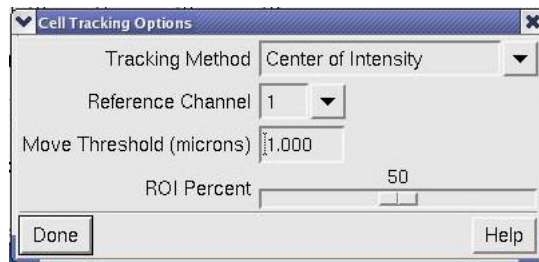 Cell Tracking Options
Tracking Method Center of Intensity
Reference Channel 1
Move Threshold (microns) 1.000
50
ROI Percent
Done Help